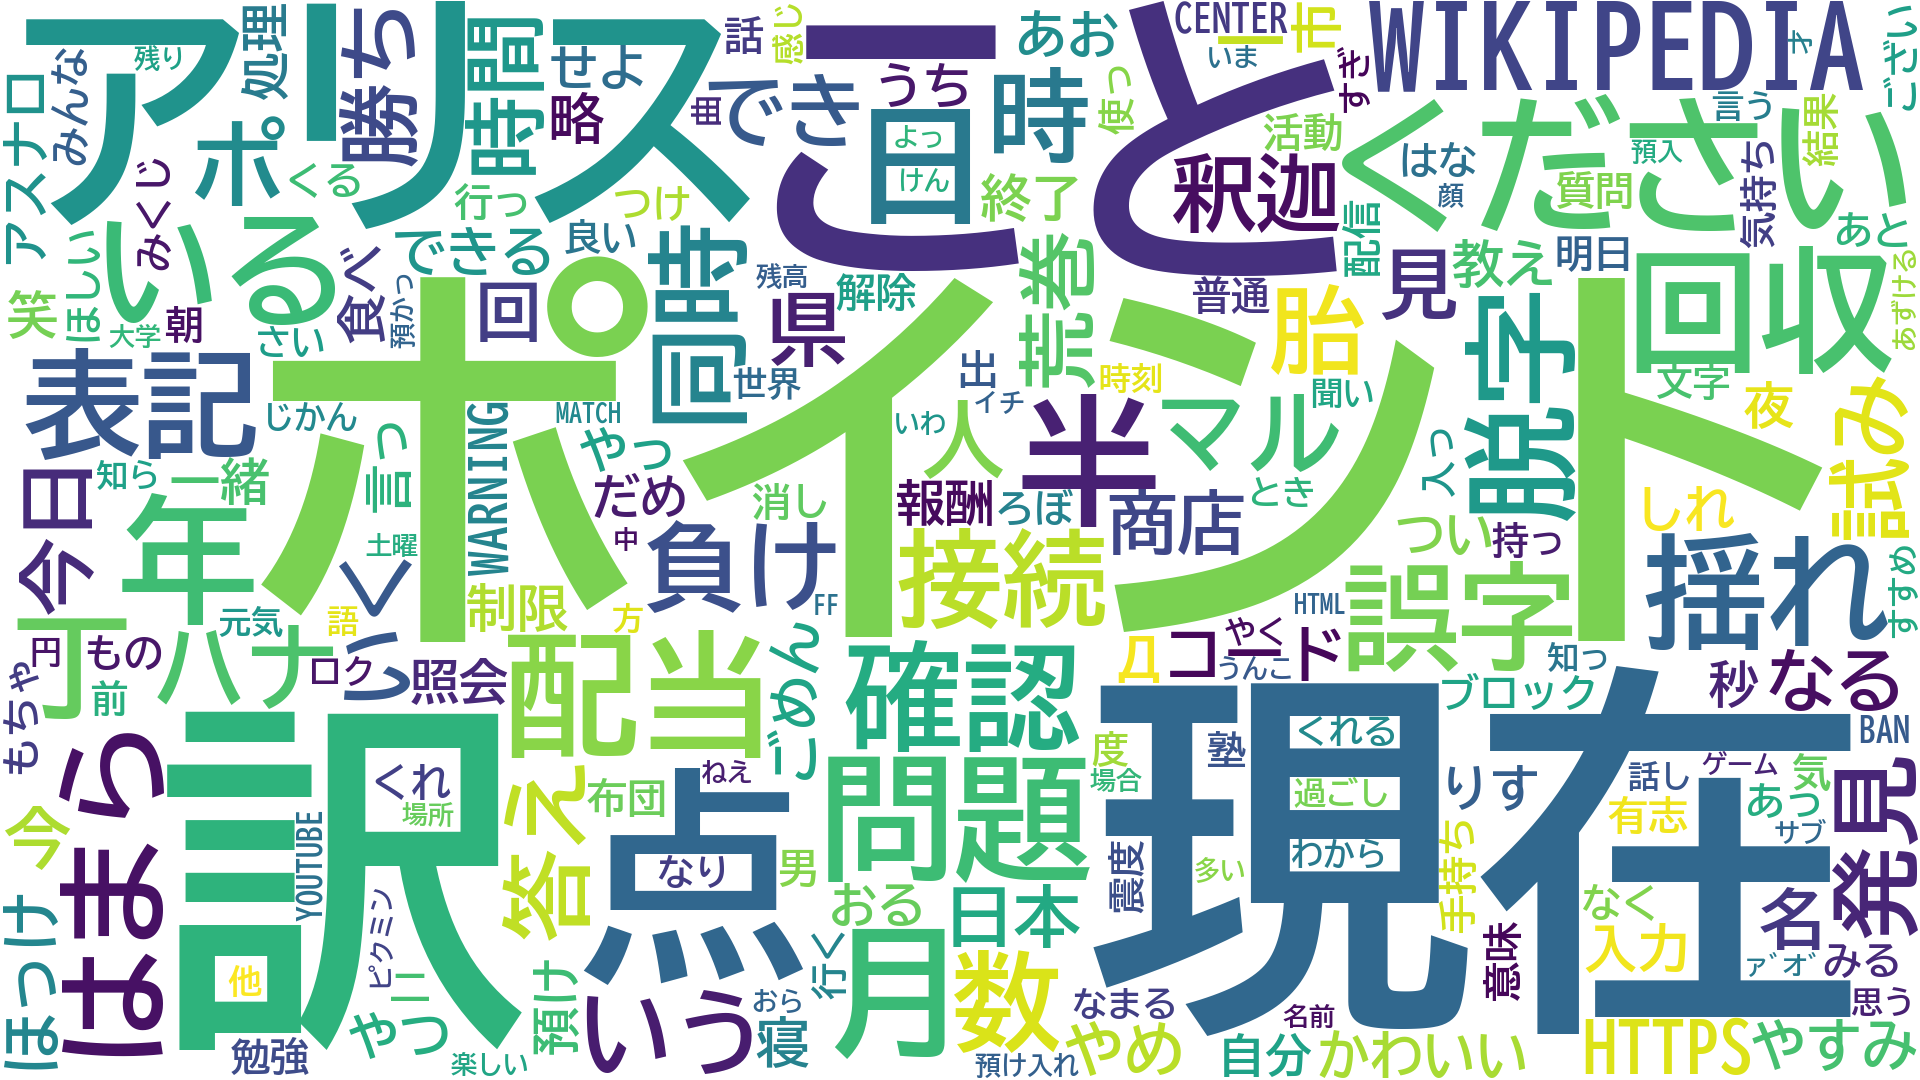 アリス
こと
ポイント
現在
訳
WIKIPEDIA
CENTER
一
市
いま
才
ござい
感じ
話
処理
勝ち
時間
せよ
略
でき
曲
うち
時
あお
使っ
すぎ
残り
みんな
アスナロ
ポ
くる
行っ
つけ
みくじ
日
よっ
けん
終了
釈迦
活動
ください
言う
預入
はな
顔
質問
気持ち
結果
あと
いる
できる
良い
同時
残高
県
解除
荒巻
普通
配信
見
教え
明日
回収
あずける
笑
ほしい
大学
朝
さい
食べ
預かっ
回
世界
出
イチ
時刻
胎
聞い
脱字
文字
夜
試み
表記
じかん
言っ
WARNING
MATCH
やっ
だめ
中
消し
いわ
人
半
マル
とき
入っ
つい
持っ
しれ
今日
知ら
一緒
年
土曜
く
負け
報酬
ろぼ
商店
接続
誤字
揺れ
すすめ
丁
ハナ
元気
語
制限
方
FF
HTML
円
もの
前
ロク
し
照会
配当
ごめん
確認
Д
コード
やく
うんこ
知っ
ブロック
秒
なる
BAN
もちゃ
はまら
くれ
場所
ねえ
布団
問題
度
場合
塾
くれる
過ごし
わから
りす
ゲーム
話し
気
有志
あっ
サブ
発見
今
YOUTUBE
答え
点
なり
男
おる
日本
震度
多い
手持ち
なく
名
入力
ァ゛オ゛
みる
思う
ほっけ
他
ピクミン
ー
やつ
預け
いう
おら
行く
寝
月
数
なまる
意味
勉強
楽しい
預け入れ
やめ
名前
自分
かわいい
HTTPS
やすみ